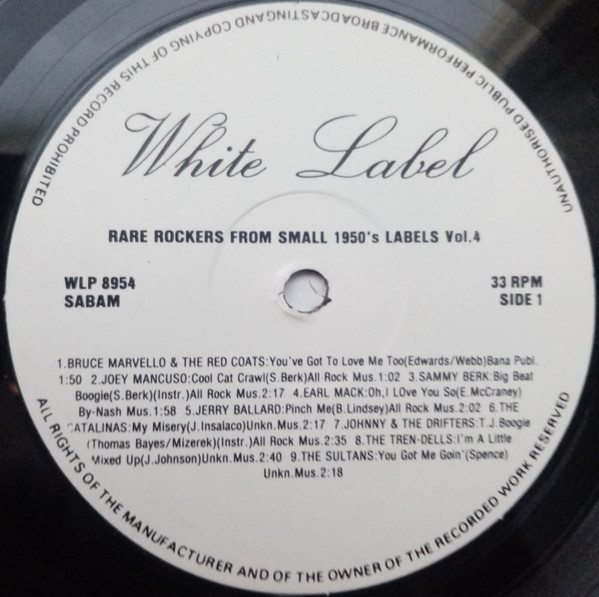 UNAUTHORISED PUBLIC PERFORMANCE BROADCASTINGAND COPYING OF THIS RECORD PROHIBITED
White Label
RARE ROCKERS FROM SMALL 1950's LABELS Vol.4
WLP 8954
SABAM
33 RPM
SIDE 1
1.BRUCE MARVELLO & THE RED COATS:You've Got To Love Me Too(Edwards/Webb)Bana Publ.
1:50 2.JOEY MANCUSO:Cool Cat Crawl(S.Berk)All Rock Mus.1:02 3.SAMMY BERK:Big Beat
Boogie(S.Berk)(Instr.)All Rock Mus.2:17 4.EARL MACK:Oh,I LOve You So(E.McCraney)
By-Nash Mus.1:58 5.JERRY BALLARD:Pinch Me(B.Lindsey)All Rock Mus.2:02 6.THE
CATALINAS:My Misery(J.Insalaco)Unkn.Mus.2:17 7.JOHNNY & THE DRIFTERS:T.J.Boogie
(Thomas Bayes/Mizerek)(Instr.)All Rock Mus.2:35 8.THE TREN-DELLS:I'm A Little
Mixed Up(J.Johnson)Unkn.Mus.2:40 9.THE SULTANS:You Got Me Goin'(Spence)
Unkn.Mus.2:18
ALL RIGHTS OF THE MANUFACTURER AND OF THE OWNER OF THE RECORDED WORK RESERVED